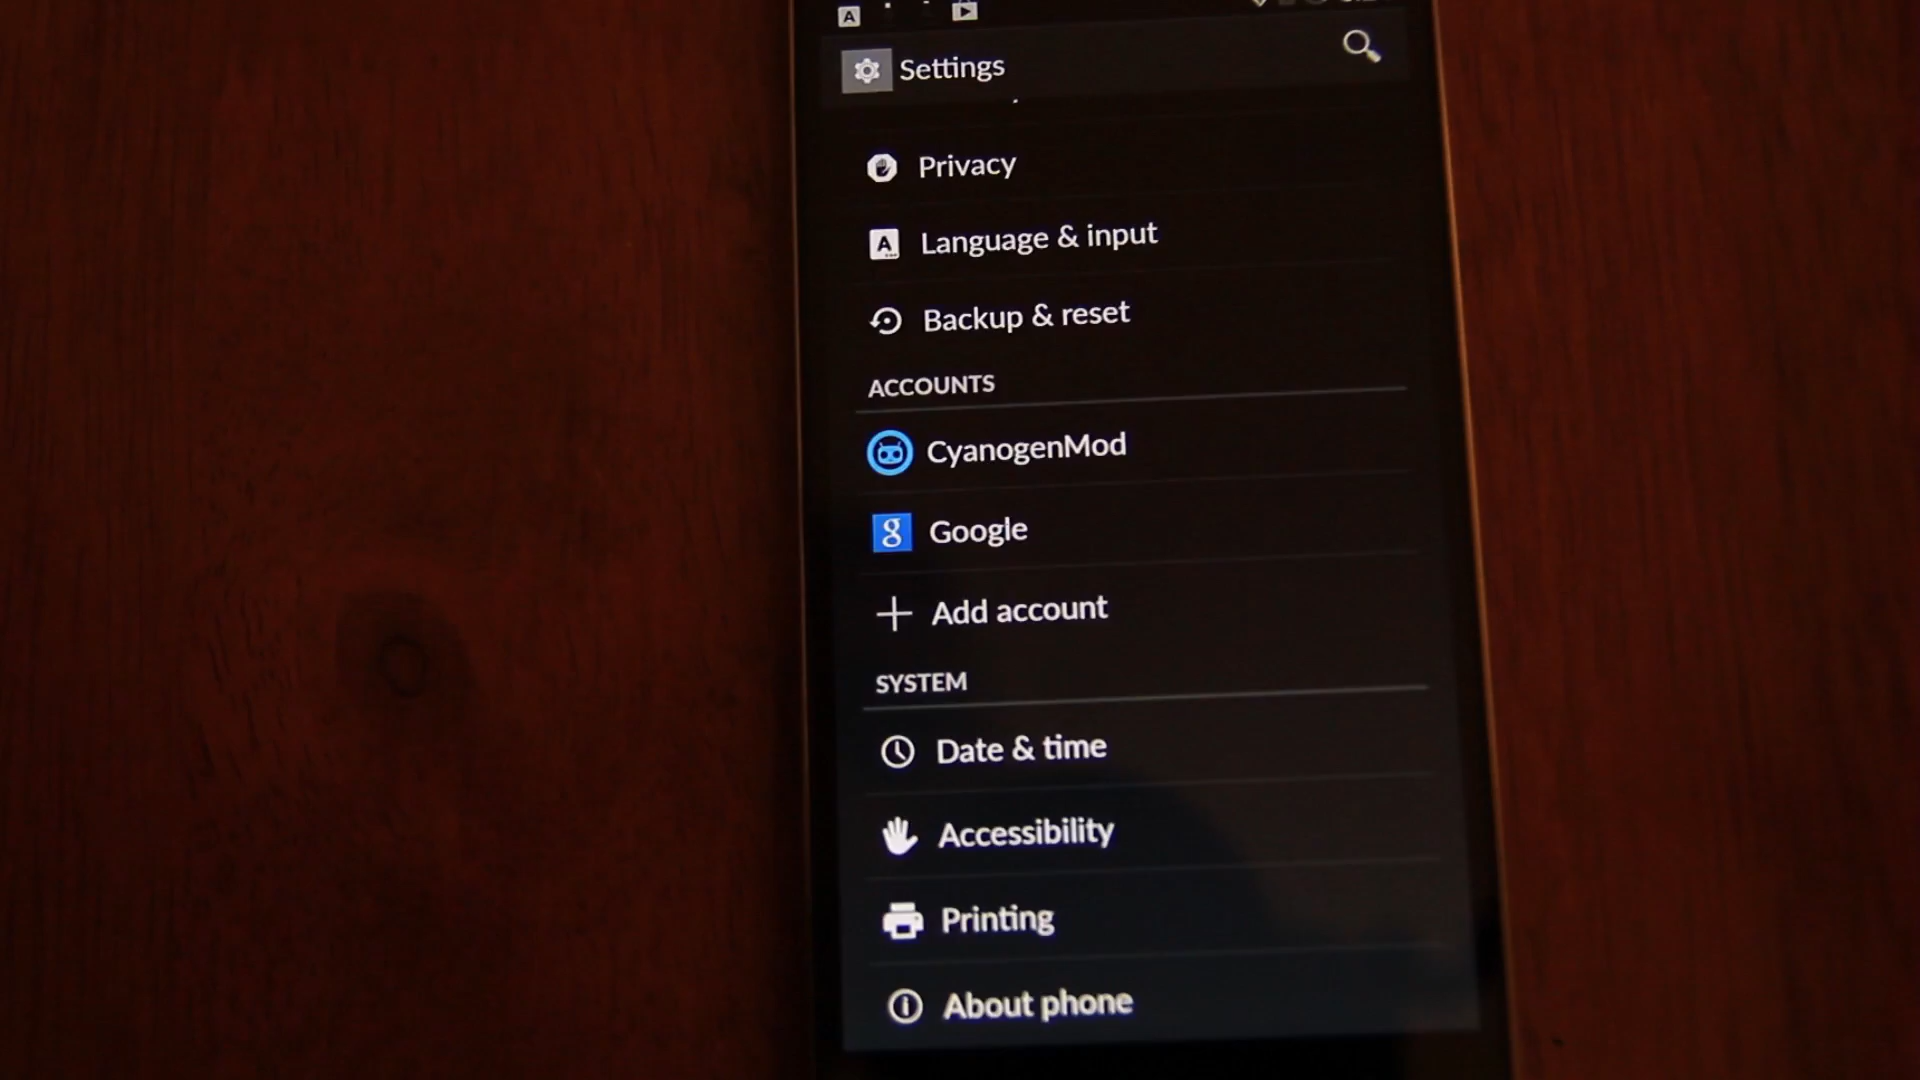 Settings
Privacy
Language & input
Backup & reset
ACCOUNTS
CyanogenMod
Google
Add account
SYSTEM
Date & time
Accessibility
Printing
About phone